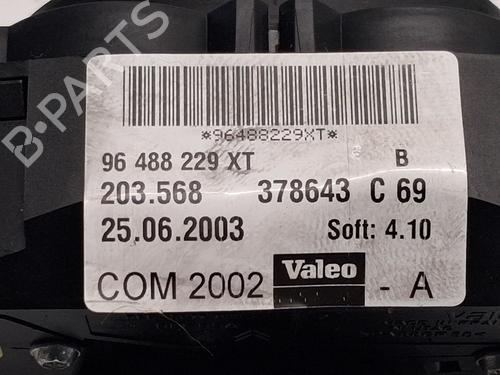 B-PARTS
*96488229XT*
96 488 229 XT B
203.568 378643 C 69
25.06.2003 Soft: 4.10
COM 2002 Valeo - A